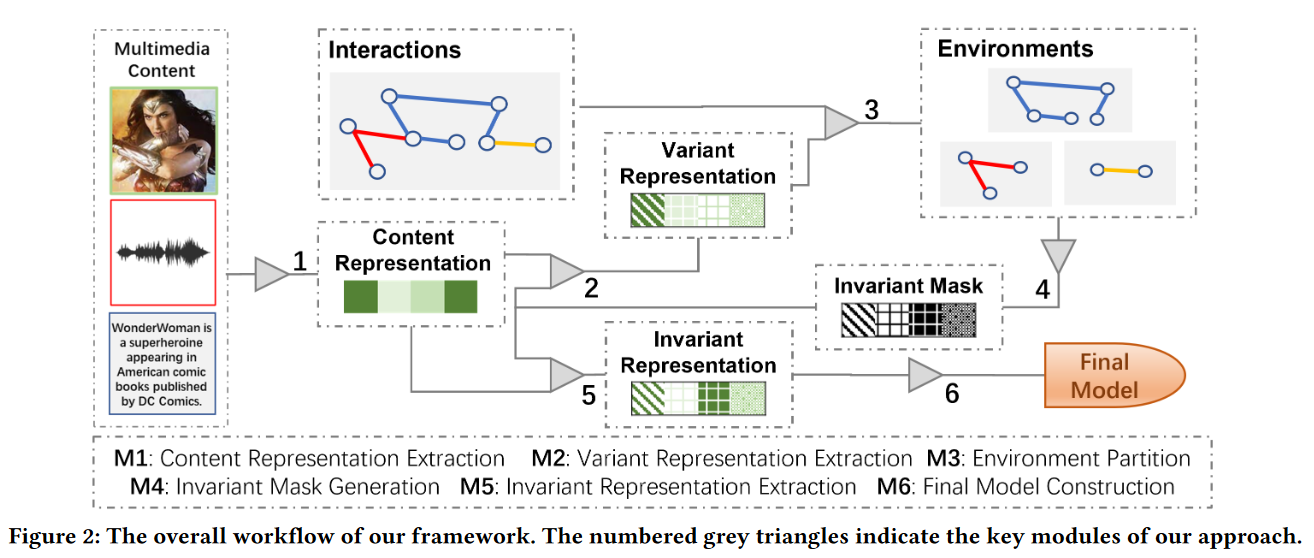 Multimedia
Content
WonderWoman is
a superheroine
appearing in
American comic
books published
by DC Comics.
1
Interactions
Content
Representation
2
Variant
Representation
3
Environments
4
Invariant Mask
5
Invariant
Representation
6
Final
Model
M1: Content Representation Extraction M2: Variant Representation Extraction M3: Environment Partition
M4: Invariant Mask Generation M5: Invariant Representation Extraction M6: Final Model Construction
Figure 2: The overall workflow of our framework. The numbered grey triangles indicate the key modules of our approach.